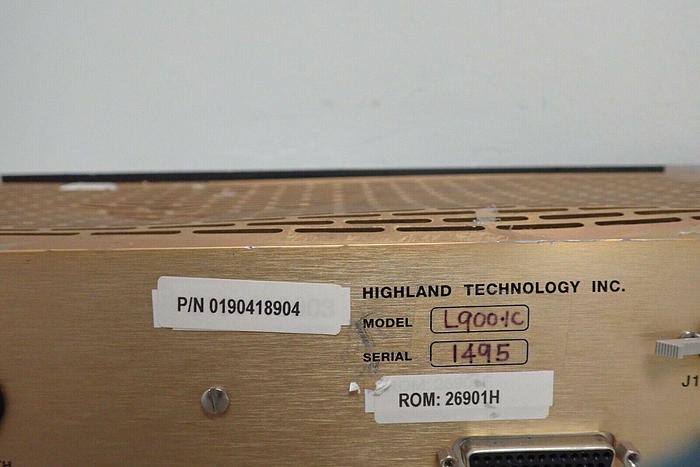 P/N 0190418904
HIGHLAND TECHNOLOGY INC.
MODEL L900-1C
SERIAL 1495
ROM: 26901H
J1